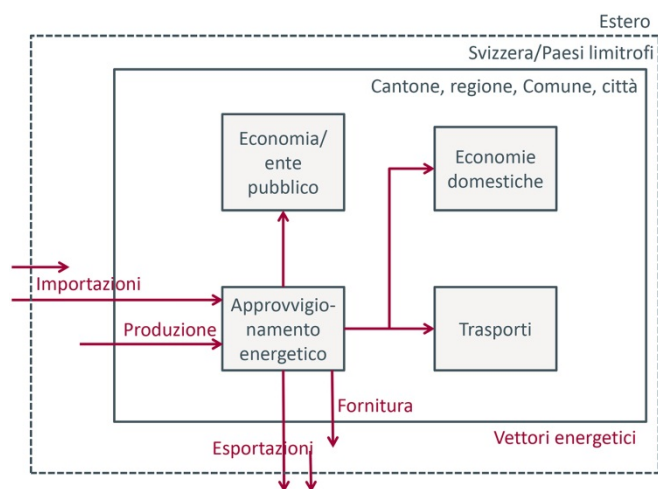 Estero
Svizzera/Paesi limitrofi
Cantone, regione, Comune, città
Economia/
ente
pubblico
Economie
domestiche
Importazioni
Produzione
Approvvigio-
namento
energetico
Trasporti
Fornitura
Esportazioni
Vettori energetici